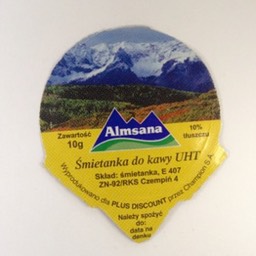 Almsana
Zawartość
10g
10%
tłuszczu
Śmietanka do kawy UHT
Skład: śmietanka, E 407
ZN-92/RKS Czempiń 4
Wyprodukowano dla PLUS DISCOUNT przez Champion S.A.
Należy spożyć
do:
data na
denku